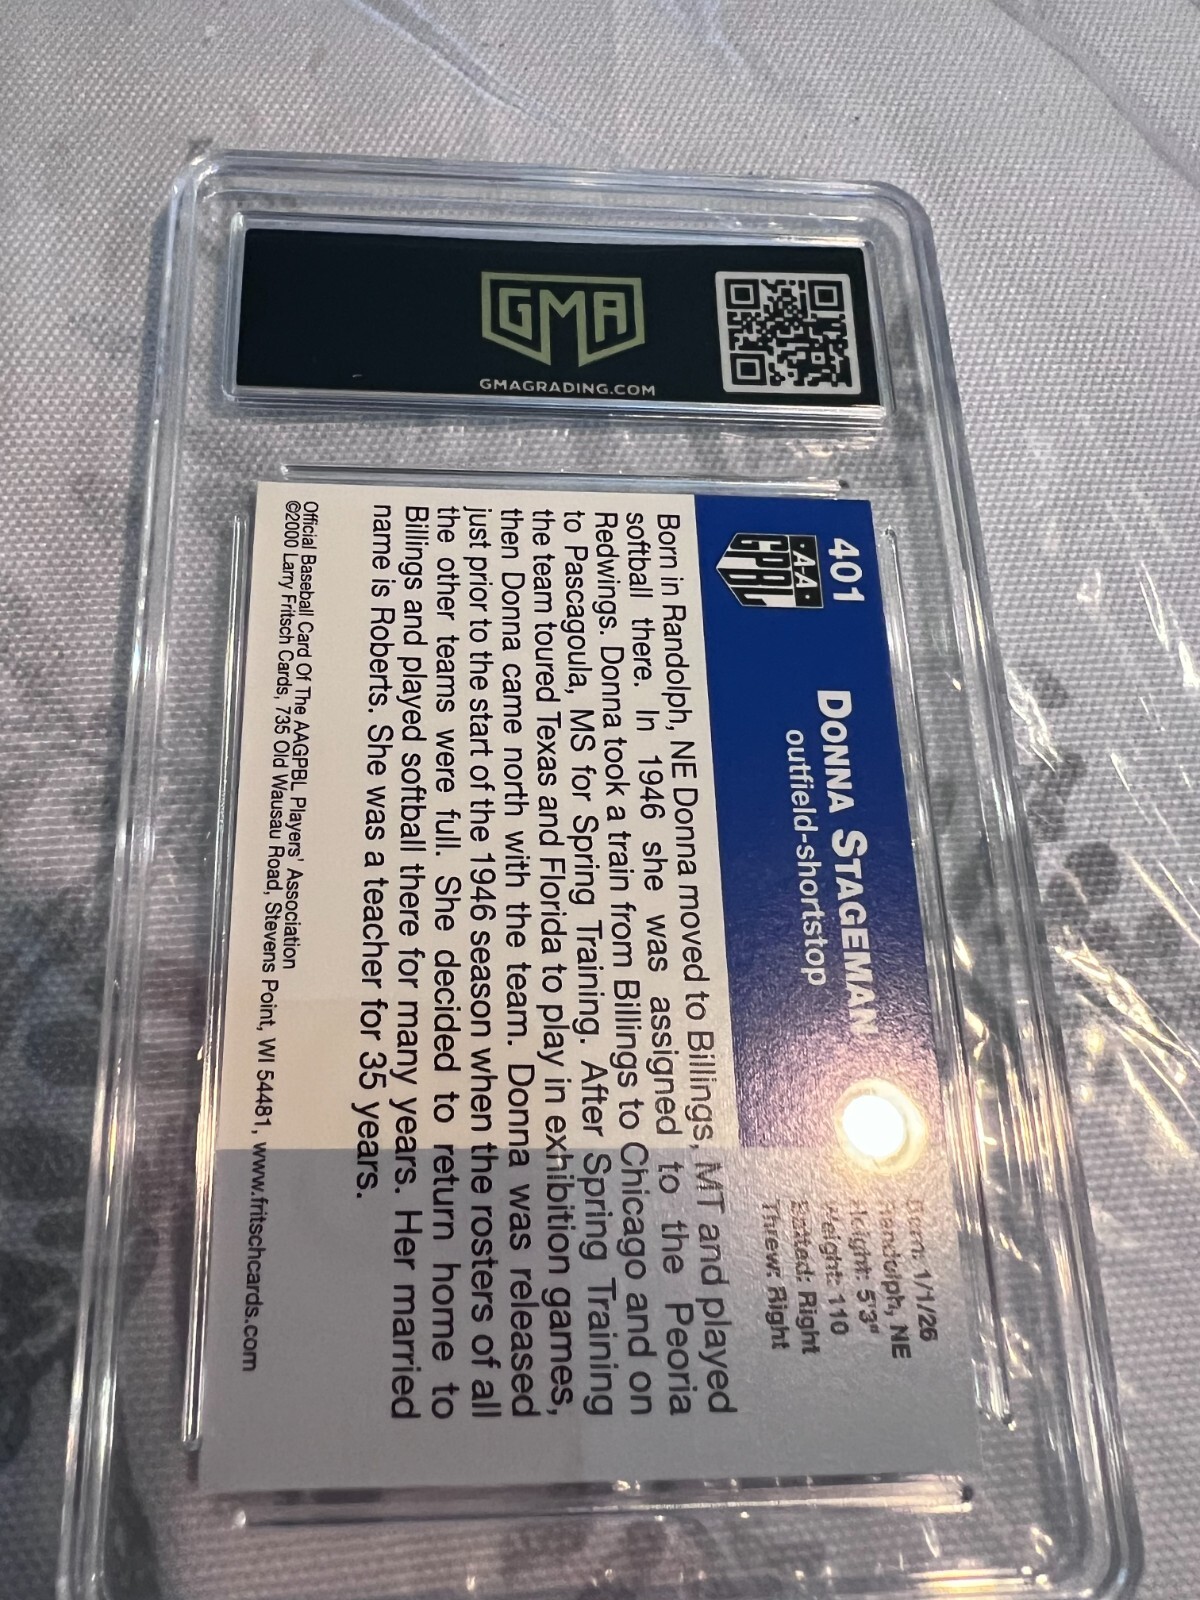 GMA
GMAGRADING.COM
401
AA
GPBL
DONNA STAGEMAN
outfield-shortstop
Born: 1/1/26
Randolph, NE
Height: 5'3"
Weight: 110
Batted: Right
Threw: Right
Born in Randolph, NE Donna moved to Billings, MT and played
softball there. In 1946 she was assigned to the Peoria
Redwings. Donna took a train from Billings to Chicago and on
to Pascagoula, MS for Spring Training. After Spring Training
the team toured Texas and Florida to play in exhibition games,
then Donna came north with the team. Donna was released
just prior to the start of the 1946 season when the rosters of all
the other teams were full. She decided to return home to
Billings and played softball there for many years. Her married
name is Roberts. She was a teacher for 35 years.
Official Baseball Card Of The AAGPBL Players' Association
©2000 Larry Fritsch Cards, 735 Old Wausau Road, Stevens Point, WI 54481, www.fritschcards.com